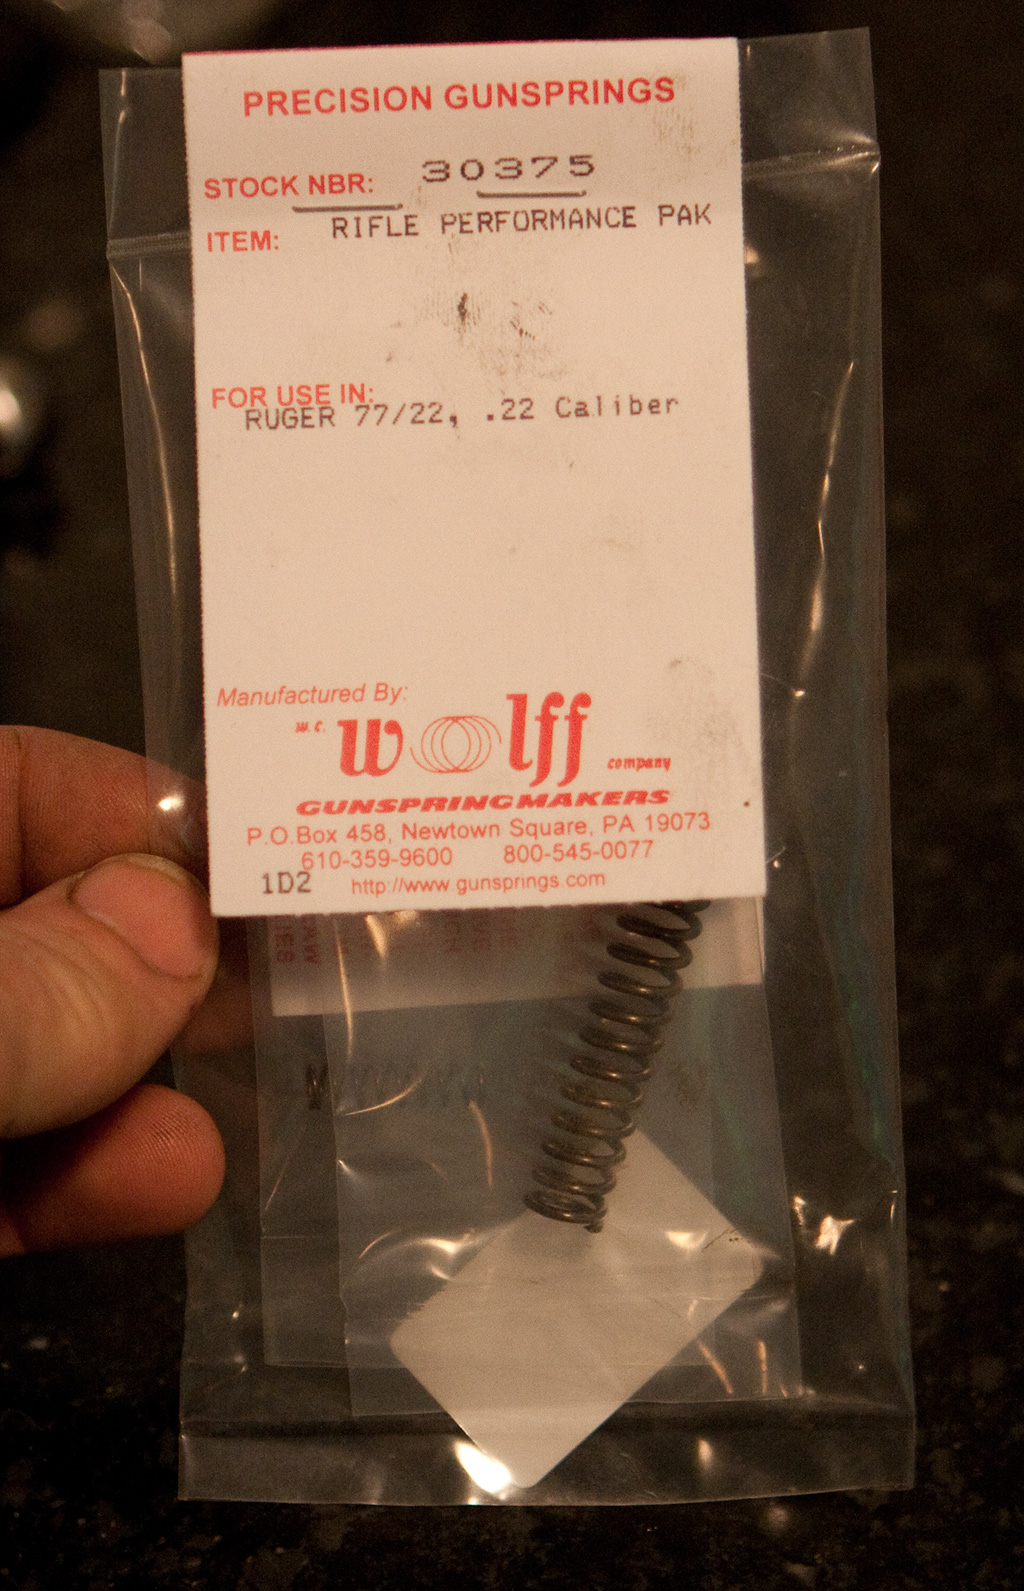 PRECISION GUNSPRINGS
STOCK NBR: 30375
ITEM: RIFLE PERFORMANCE PAK
FOR USE IN:
RUGER 77/22, .22 Caliber
Manufactured By:
W.C. Wolff company
GUNSPRINGMAKERS
P.O.Box 458, Newtown Square, PA 19073
610-359-9600 800-545-0077
1D2 http://www.gunsprings.com